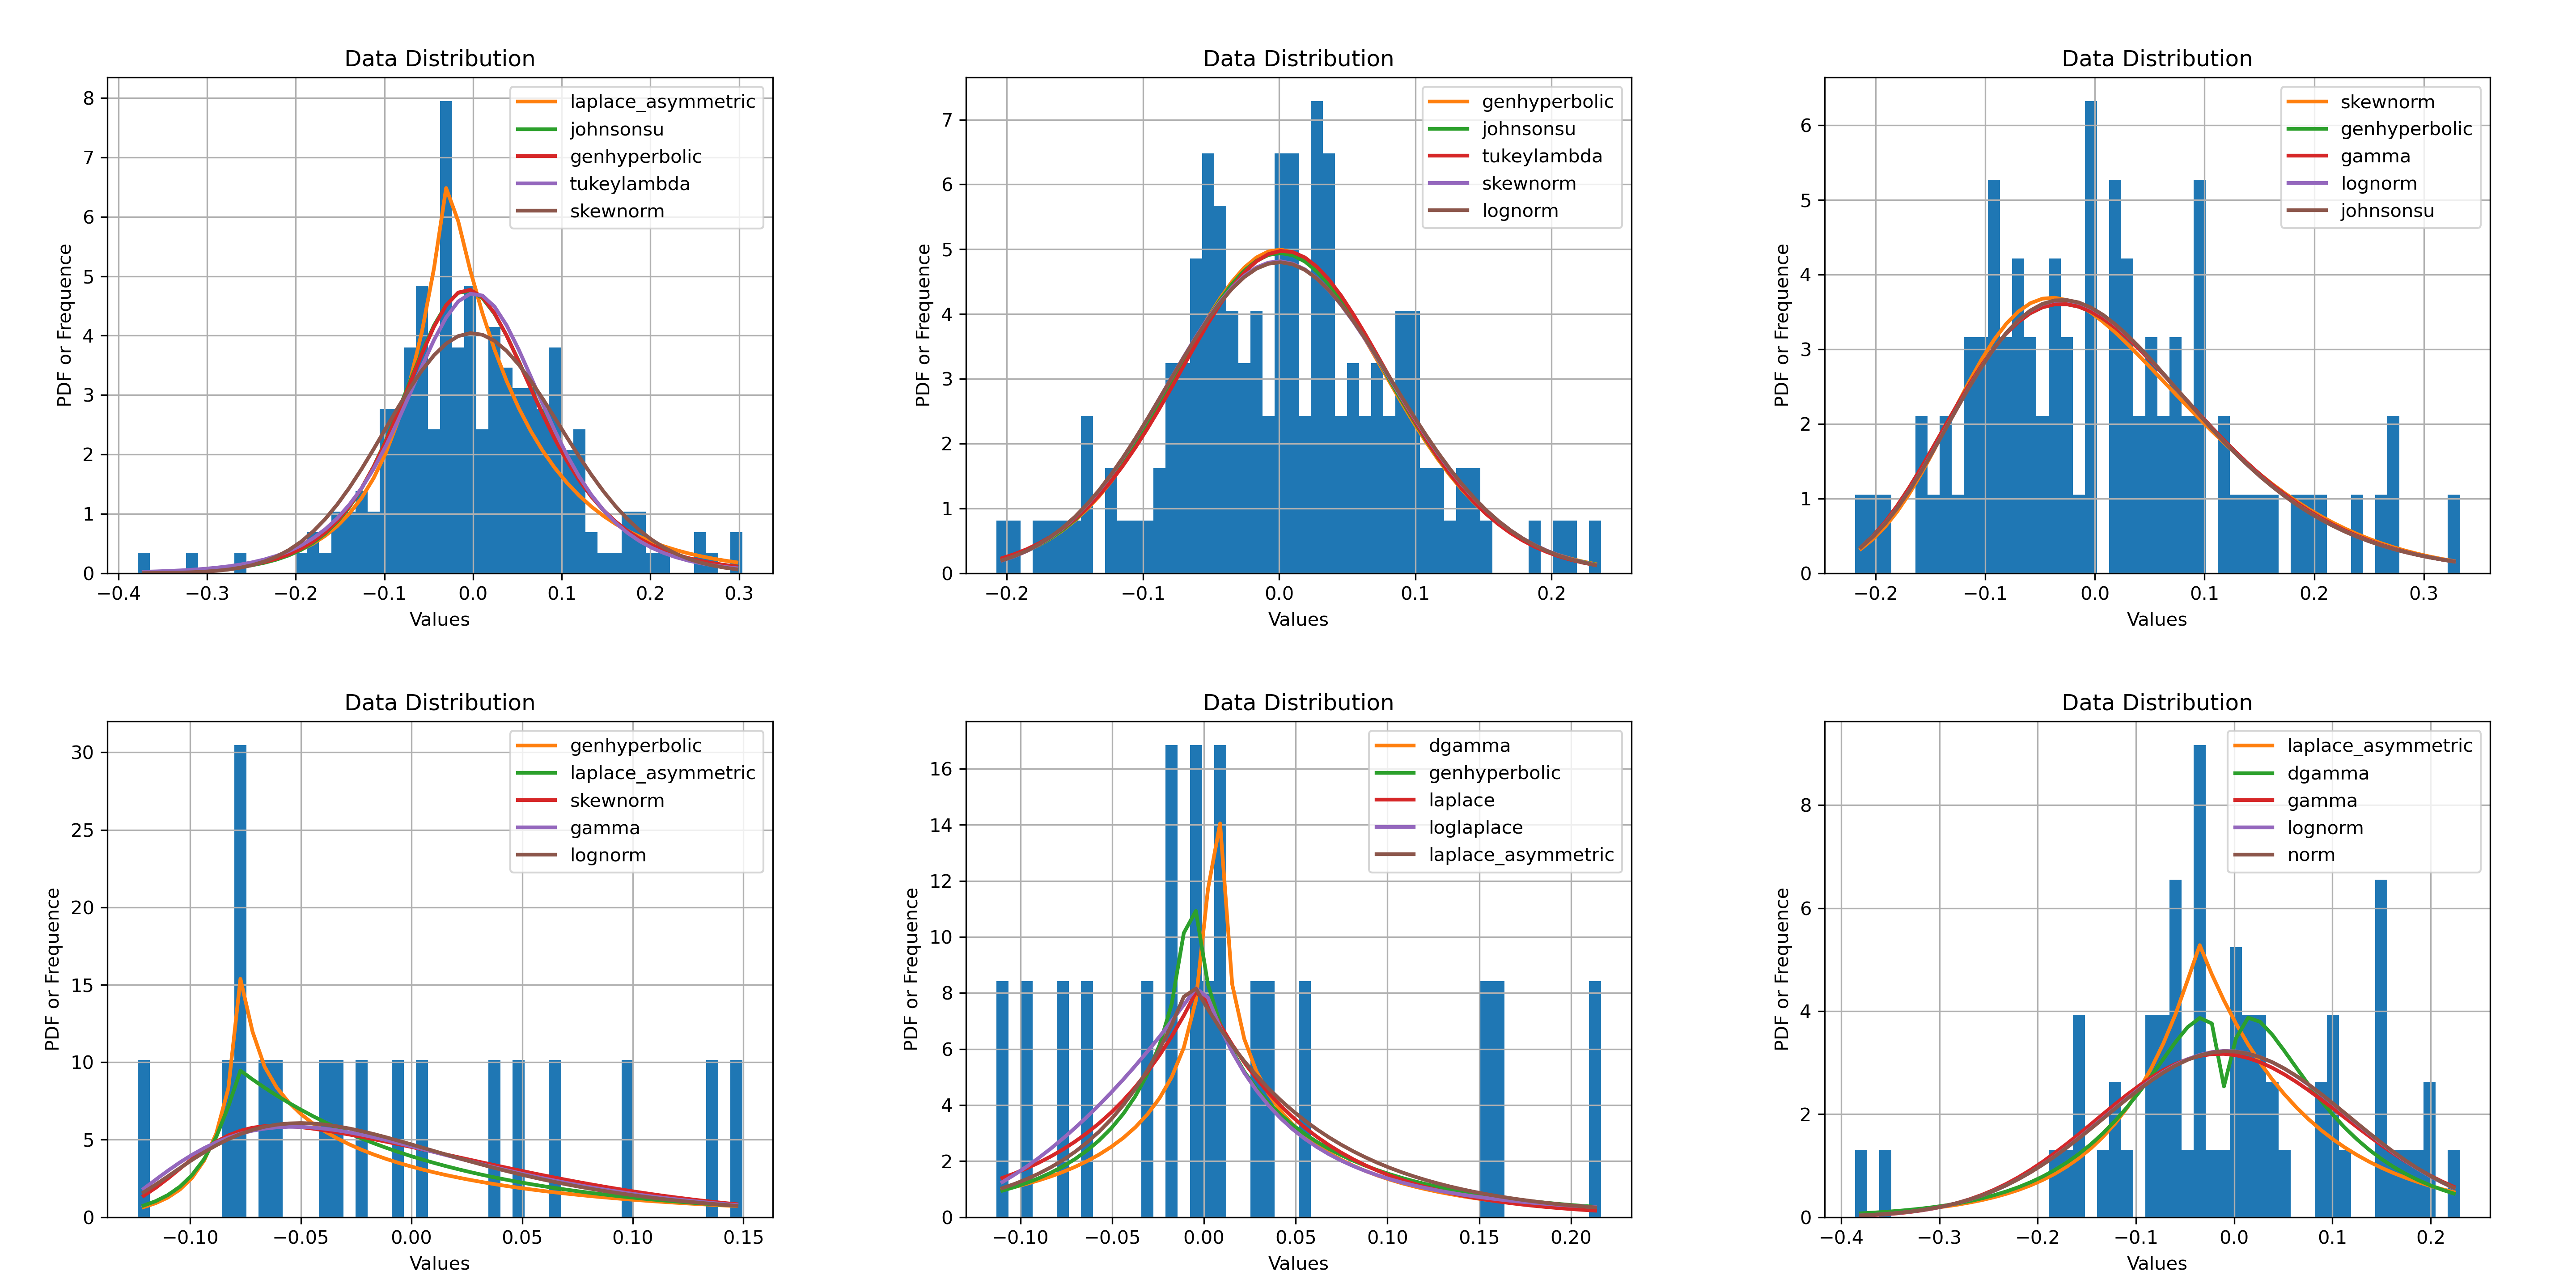 Data Distribution
8
7
6
5
4
3
2
1
0
PDF or Frequence
laplace_asymmetric
johnsonsu
genhyperbolic
tukeylambda
skewnorm
−0.4 −0.3 −0.2 −0.1 0.0 0.1 0.2 0.3
Values
Data Distribution
7
6
5
4
3
2
1
0
PDF or Frequence
genhyperbolic
johnsonsu
tukeylambda
skewnorm
lognorm
−0.2 −0.1 0.0 0.1 0.2
Values
Data Distribution
6
5
4
3
2
1
0
PDF or Frequence
skewnorm
genhyperbolic
gamma
lognorm
johnsonsu
−0.2 −0.1 0.0 0.1 0.2 0.3
Values
Data Distribution
30
25
20
15
10
5
0
PDF or Frequence
genhyperbolic
laplace_asymmetric
skewnorm
gamma
lognorm
−0.10 −0.05 0.00 0.05 0.10 0.15
Values
Data Distribution
16
14
12
10
8
6
4
2
0
PDF or Frequence
dgamma
genhyperbolic
laplace
loglaplace
laplace_asymmetric
−0.10 −0.05 0.00 0.05 0.10 0.15 0.20
Values
Data Distribution
8
6
4
2
0
PDF or Frequence
laplace_asymmetric
dgamma
gamma
lognorm
norm
−0.4 −0.3 −0.2 −0.1 0.0 0.1 0.2
Values